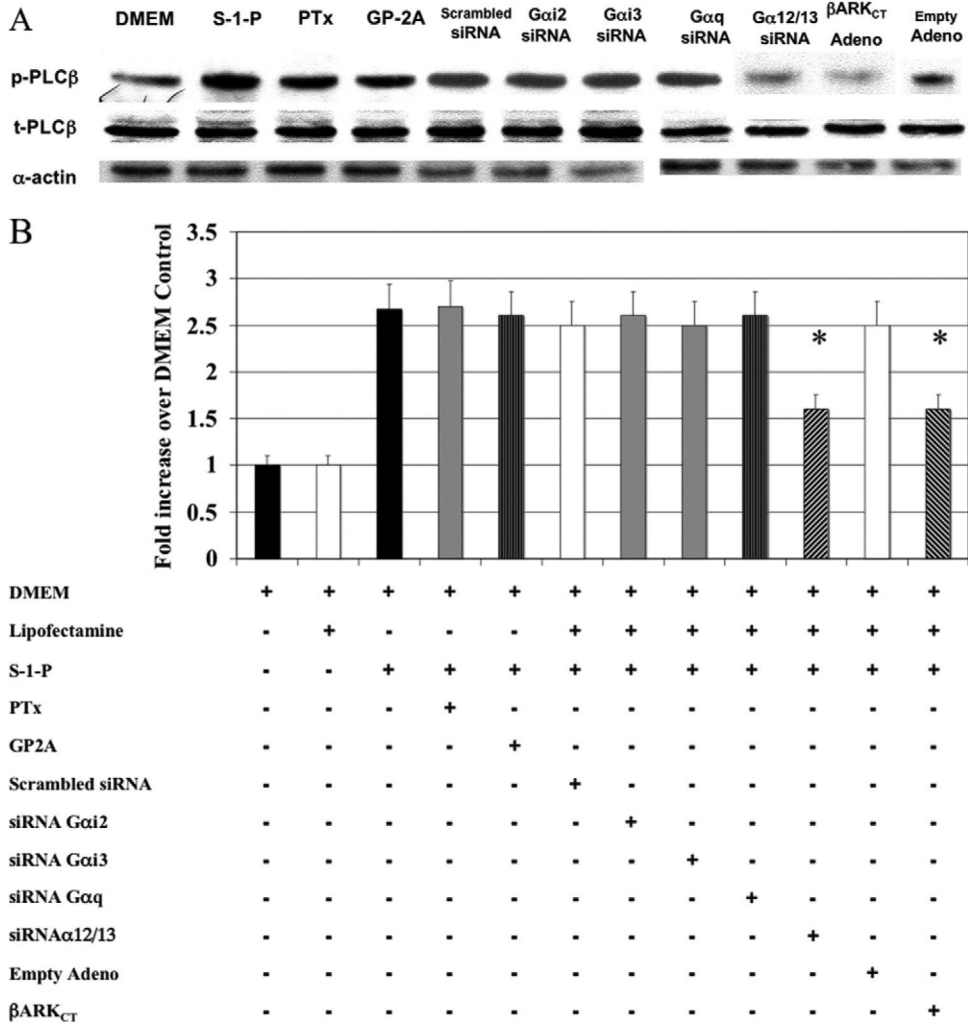 A
DMEM S-1-P PTx GP-2A Scrambled siRNA Gαi2 siRNA Gαi3 siRNA Gαq siRNA Gα12/13 siRNA βARKCT Adeno Empty Adeno
p-PLCβ
t-PLCβ
α-actin
B
Fold increase over DMEM Control
3.5
3
2.5
2
1.5
1
0.5
0
* *
DMEM + + + + + + + + + + + +
Lipofectamine - + - - - + + + + + + +
S-1-P - - + + + + + + + + + +
PTx - - - + - - - - - - - -
GP2A - - - - + - - - - - - -
Scrambled siRNA - - - - - + - - - - - -
siRNA Gαi2 - - - - - - + - - - - -
siRNA Gαi3 - - - - - - - + - - - -
siRNA Gαq - - - - - - - - + - - -
siRNAα12/13 - - - - - - - - - + - -
Empty Adeno - - - - - - - - - - + -
βARKCT - - - - - - - - - - - +